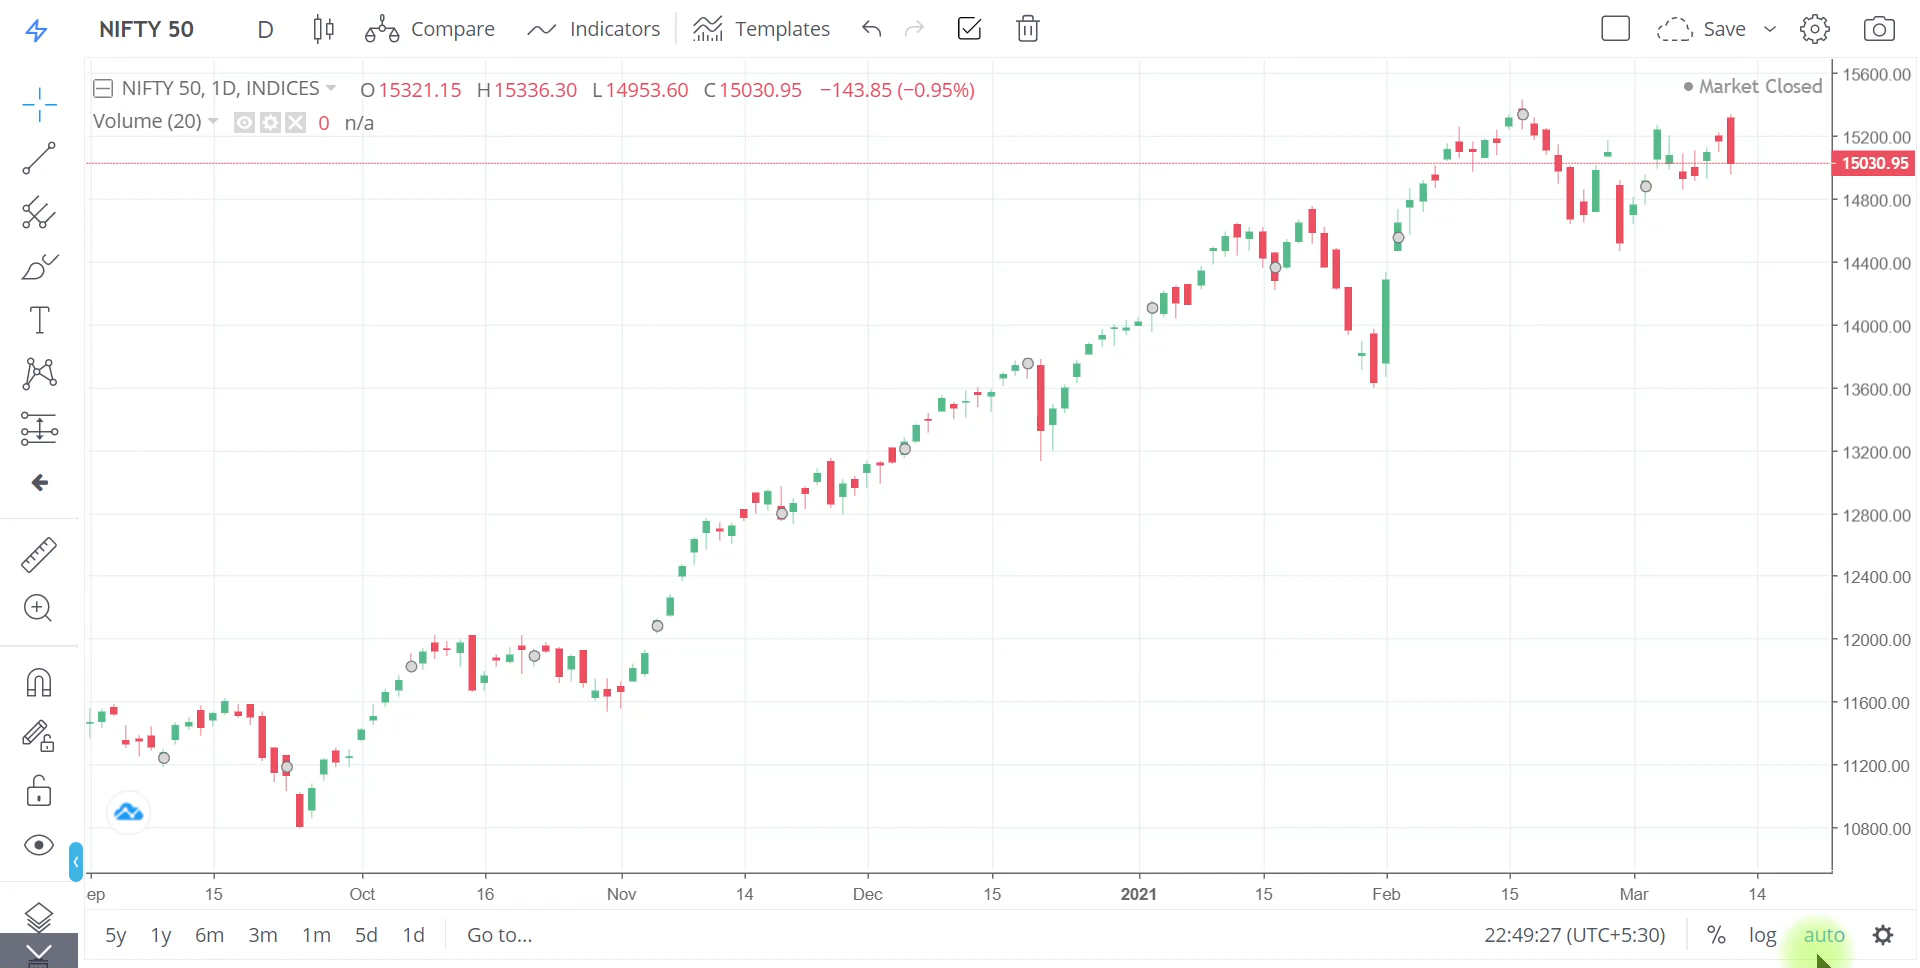 NIFTY 50 D Compare Indicators Templates Save
NIFTY 50, 1D, INDICES O 15321.15 H 15336.30 L 14953.60 C 15030.95 −143.85 (−0.95%) Market Closed
Volume (20) 0 n/a
15600.00
15200.00
15030.95
14800.00
14400.00
14000.00
13600.00
13200.00
12800.00
12400.00
12000.00
11600.00
11200.00
10800.00
T
ep 15 Oct 16 Nov 14 Dec 15 2021 15 Feb 15 Mar 14
5y 1y 6m 3m 1m 5d 1d Go to... 22:49:27 (UTC+5:30) % log auto